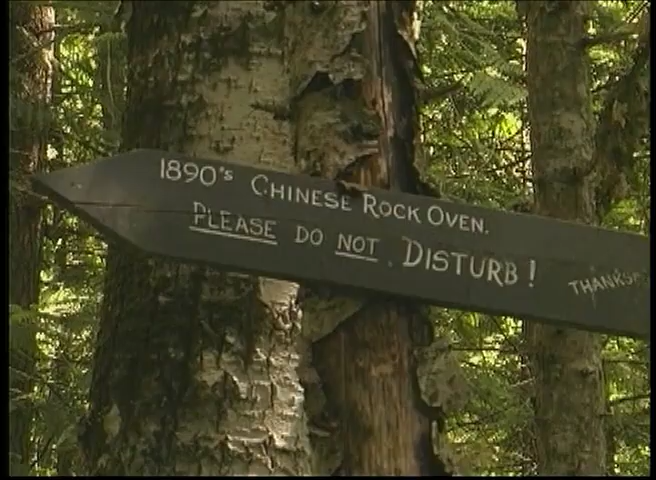 1890's CHINESE ROCK OVEN.
PLEASE DO NOT DISTURB!
THANKS